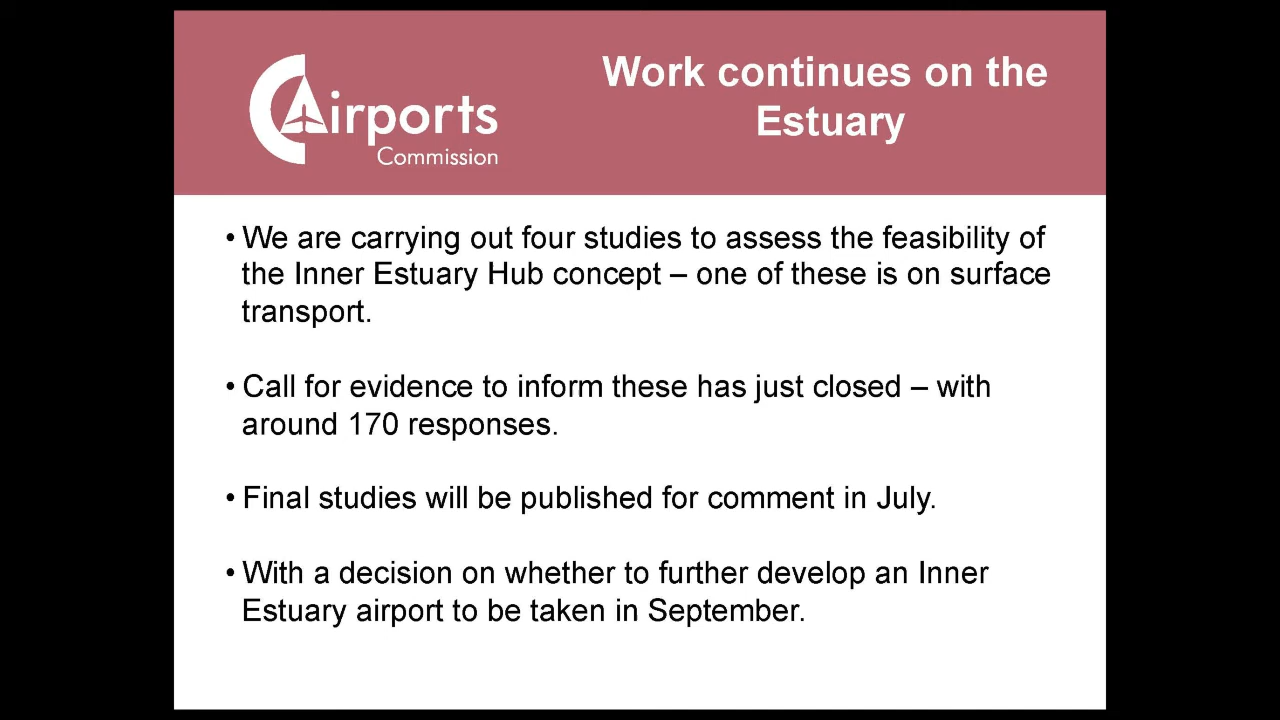 Airports
Commission
Work continues on the
Estuary
• We are carrying out four studies to assess the feasibility of
the Inner Estuary Hub concept – one of these is on surface
transport.
• Call for evidence to inform these has just closed – with
around 170 responses.
• Final studies will be published for comment in July.
• With a decision on whether to further develop an Inner
Estuary airport to be taken in September.